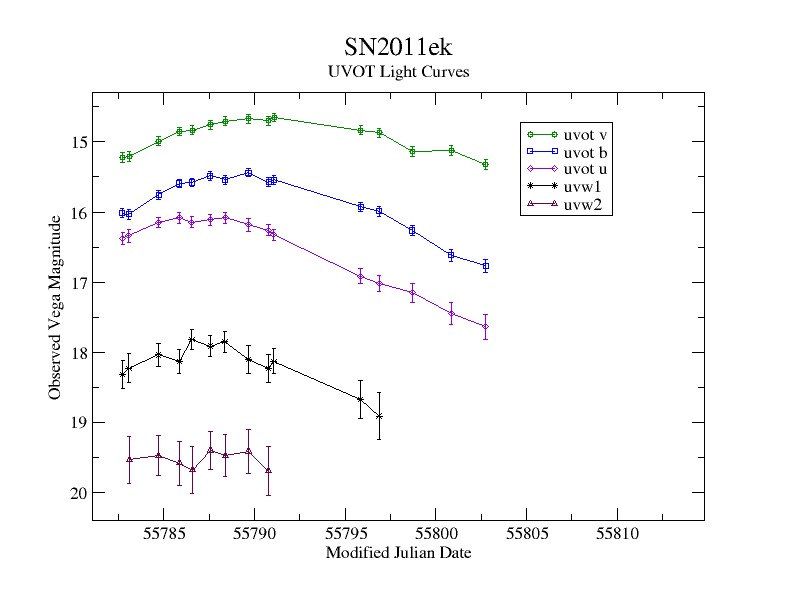 SN2011ek
UVOT Light Curves
Observed Vega Magnitude
15
16
17
18
19
20
uvot v
uvot b
uvot u
uvw1
uvw2
55785 55790 55795 55800 55805 55810
Modified Julian Date